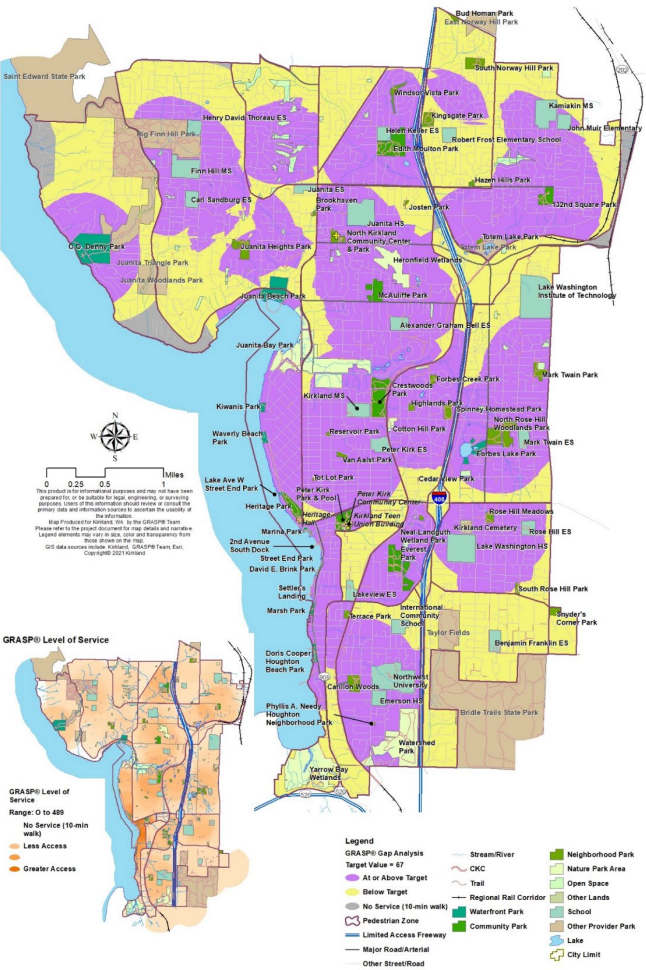 Bud Homan Park
East Norway Hill Park
South Norway Hill Park
Saint Edward State Park
202
Windsor Vista Park
Kamiakin MS
Henry David Thoreau ES
Kingsgate Park
John Muir Elementary
Big Finn Hill Park
Helen Keller ES
Robert Frost Elementary School
Edith Moulton Park
Finn Hill MS
Hazen Hills Park
Juanita ES
Carl Sandburg ES
Brookhaven
Park
Josten Park
132nd Square Park
Juanita HS
North Kirkland
Community Center
& Park
Totem Lake Park
Totem Lake Park
O.O. Denny Park
Juanita Heights Park
Heronfield Wetlands
Juanita Triangle Park
Juanita Woodlands Park
Lake Washington
Institute of Technology
Juanita Beach Park
McAuliffe Park
Alexander Graham Bell ES
Juanita Bay Park
Mark Twain Park
Forbes Creek Park
Crestwoods
Park
Kirkland MS
Highlands Park
Spinney Homestead Park
Kiwanis Park
North Rose Hill
Woodlands Park
Cotton Hill Park
Reservoir Park
Waverly Beach
Park
Mark Twain ES
Peter Kirk ES
Forbes Lake Park
Van Aalst Park
N
W
E
S
0
0.25
0.5
1
Miles
This product is for informational purposes and may not have been
prepared for, or be suitable for legal, engineering, or surveying
purposes. Users of this information should review or consult the
primary data and information sources to ascertain the usability of
the information.
Map Produced for Kirkland, WA by the GRASP® Team
Please refer to the project document for map details and narrative.
Legend elements may vary in size, color and transparency from
those shown on the map.
GIS data sources include: Kirkland, GRASP® Team, Esri,
Copyright© 2021 Kirkland
Tot Lot Park
Cedar View Park
Lake Ave W
Street End Park
Peter Kirk
Park & Pool
Peter Kirk
Community Center
405
Heritage Park
Heritage
Hall
Kirkland Teen
Union Building
Rose Hill Meadows
Kirkland Cemetery
Rose Hill ES
Marina Park
2nd Avenue
South Dock
Neal-Landguth
Wetland Park
Lake Washington HS
Street End Park
Everest
Park
David E. Brink Park
Settler's
Landing
Lakeview ES
South Rose Hill Park
Marsh Park
Terrace Park
International
Community
School
Snyder's
Corner Park
Taylor Fields
Benjamin Franklin ES
GRASP® Level of Service
Doris Cooper
Houghton
Beach Park
908
Northwest
University
Carillon Woods
Emerson HS
Phyllis A. Needy
Houghton
Neighborhood Park
Bridle Trails State Park
Watershed
Park
Yarrow Bay
Wetlands
520
520
GRASP® Level of
Service
Range: 0 to 489
No Service (10-min
walk)
Less Access
Greater Access
Legend
GRASP® Gap Analysis
Target Value = 67
At or Above Target
Below Target
No Service (10-min walk)
Pedestrian Zone
Limited Access Freeway
Major Road/Arterial
Other Street/Road
Stream/River
CKC
Trail
Regional Rail Corridor
Waterfront Park
Community Park
Neighborhood Park
Nature Park Area
Open Space
Other Lands
School
Other Provider Park
Lake
City Limit